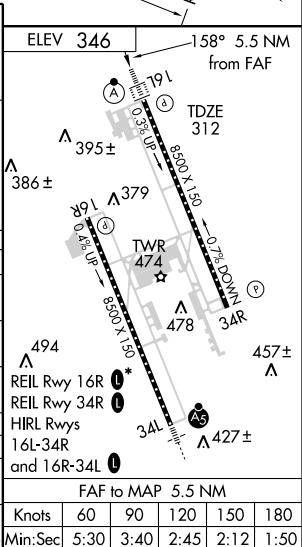 ELEV 346
158° 5.5 NM
from FAF
16L
A
P
TDZE
312
0.3% UP
395±
386±
8500 X 150
379
16R
P
0.4% UP
TWR
474
0.7% DOWN
8500 X 150
P
478
34R
494
457±
REIL Rwy 16R L*
REIL Rwy 34R L
HIRL Rwys
16L-34R
and 16R-34L L
34L
A5
427±
FAF to MAP 5.5 NM
Knots 60 90 120 150 180
Min:Sec 5:30 3:40 2:45 2:12 1:50